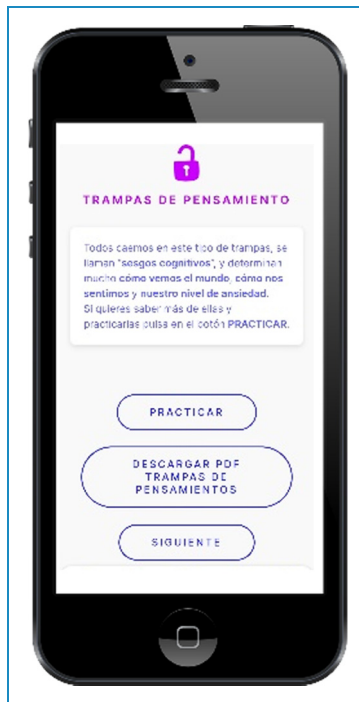 TRAMPAS DE PENSAMIENTO
Todos caemos en este tipo de trampas, se
llaman "sesgos cognitivos", y determinan
mucho cómo vemos el mundo, cómo nos
sentimos y nuestro nivel de ansiedad.
Si quieres saber más de ellas y
practicarlas pulsa en el botón PRACTICAR.
PRACTICAR
DESCARGAR PDF
TRAMPAS DE
PENSAMIENTOS
SIGUIENTE